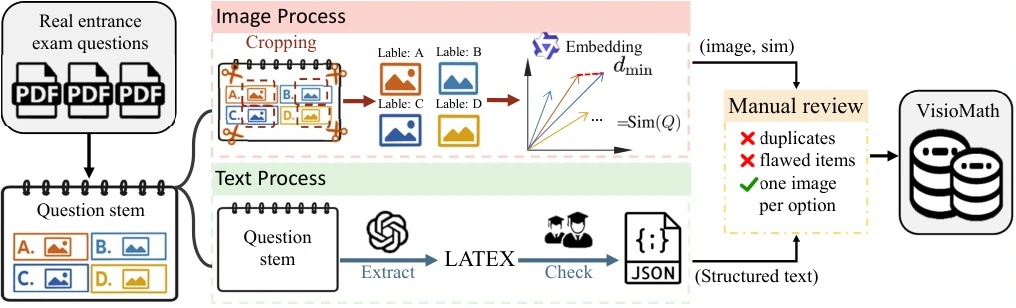 Real entrance
exam questions
PDF PDF PDF
Question stem
A. B.
C. D.
Image Process
Cropping
A. B.
C. D.
Lable: A Lable: B
Lable: C Lable: D
Embedding
d_min
... =Sim(Q)
Text Process
Question
stem
Extract
LATEX
Check
{;}
JSON
(image, sim)
(Structured text)
Manual review
duplicates
flawed items
one image
per option
VisioMath